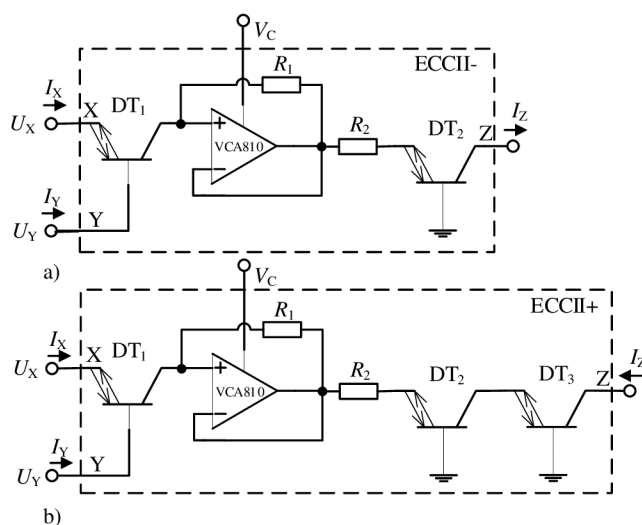 V_C
ECCII-
I_X
X
DT_1
R_1
R_2
DT_2
Z
I_Z
U_X
+
VCA810
−
I_Y
Y
U_Y
a)
V_C
ECCII+
I_X
X
DT_1
R_1
R_2
DT_2
DT_3
Z
I_Z
U_X
+
VCA810
−
I_Y
Y
U_Y
b)